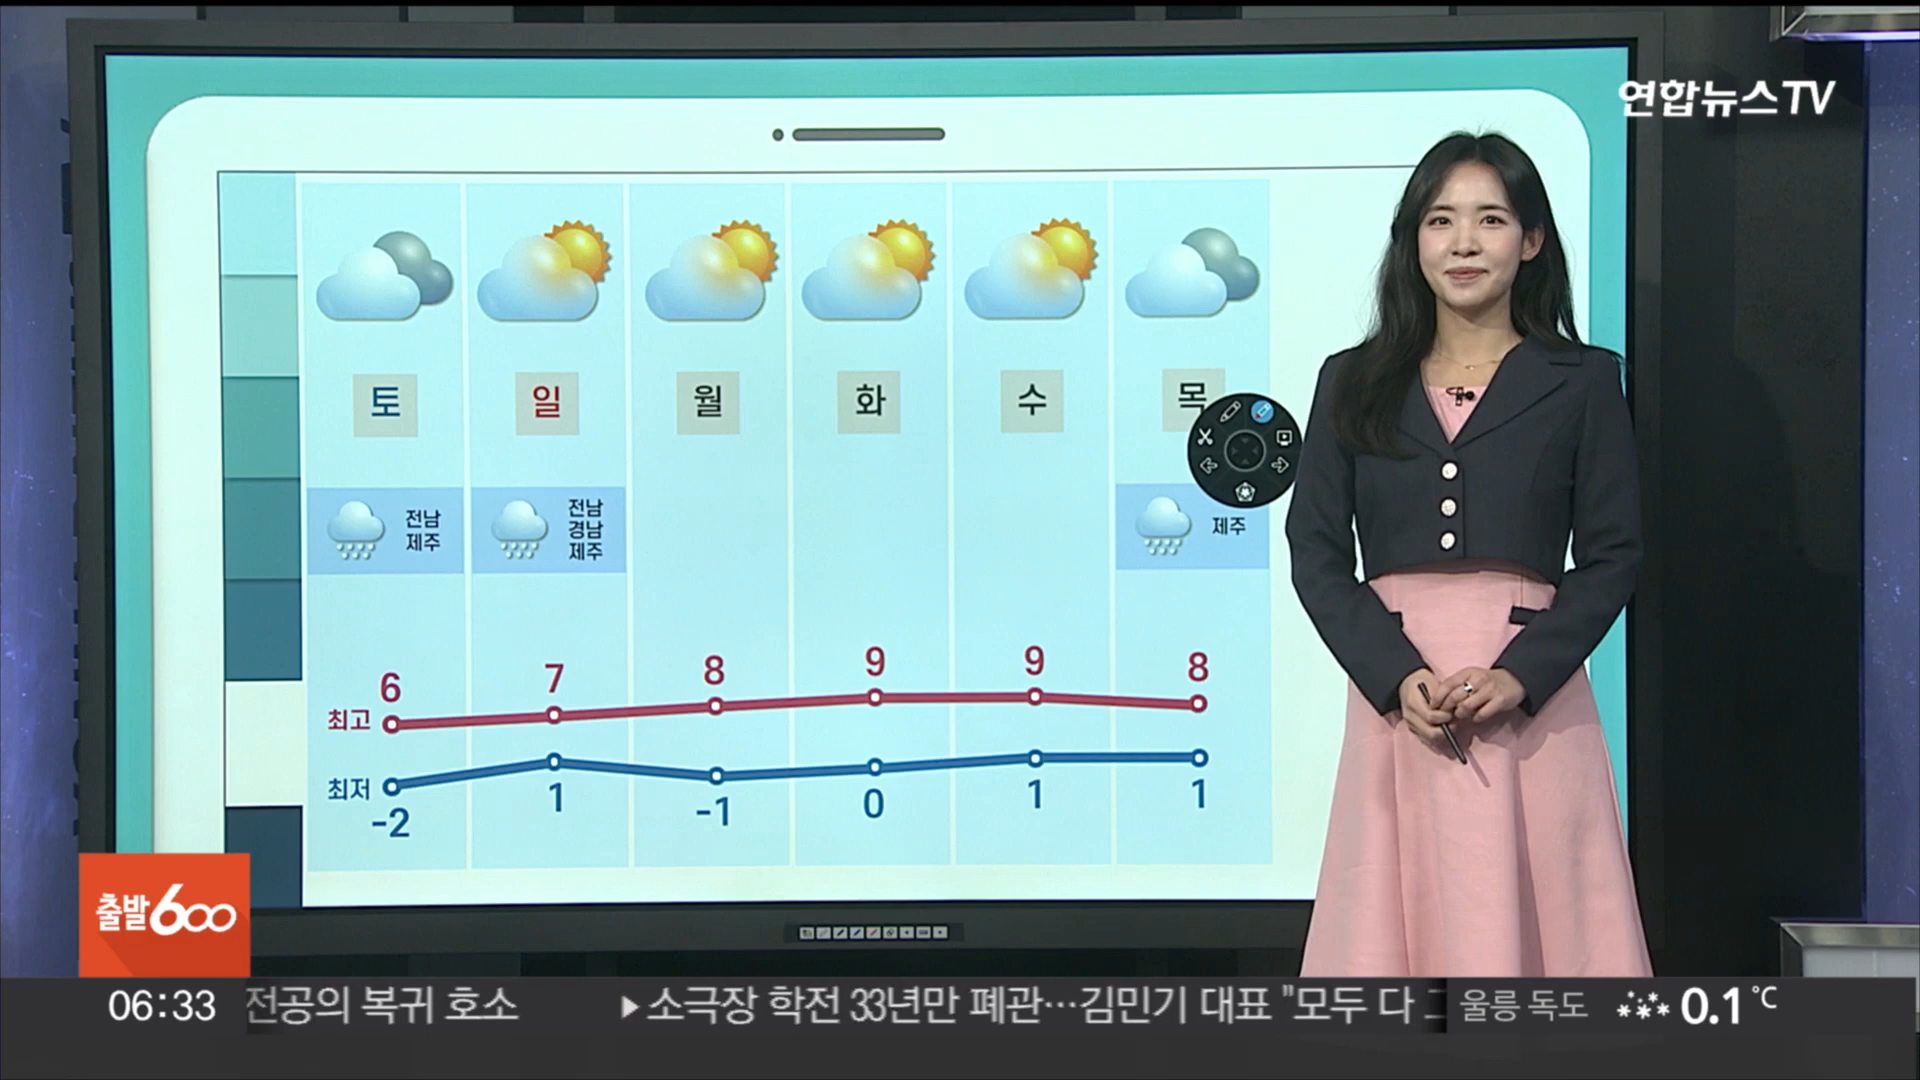 연합뉴스TV
토 일 월 화 수 목
전남
제주
전남
경남
제주
제주
6 7 8 9 9 8
최고
최저
-2 1 -1 0 1 1
출발600
06:33 전공의 복귀 호소 ▶소극장 학전 33년만 폐관…김민기 대표 "모두 다 울릉 독도 0.1℃